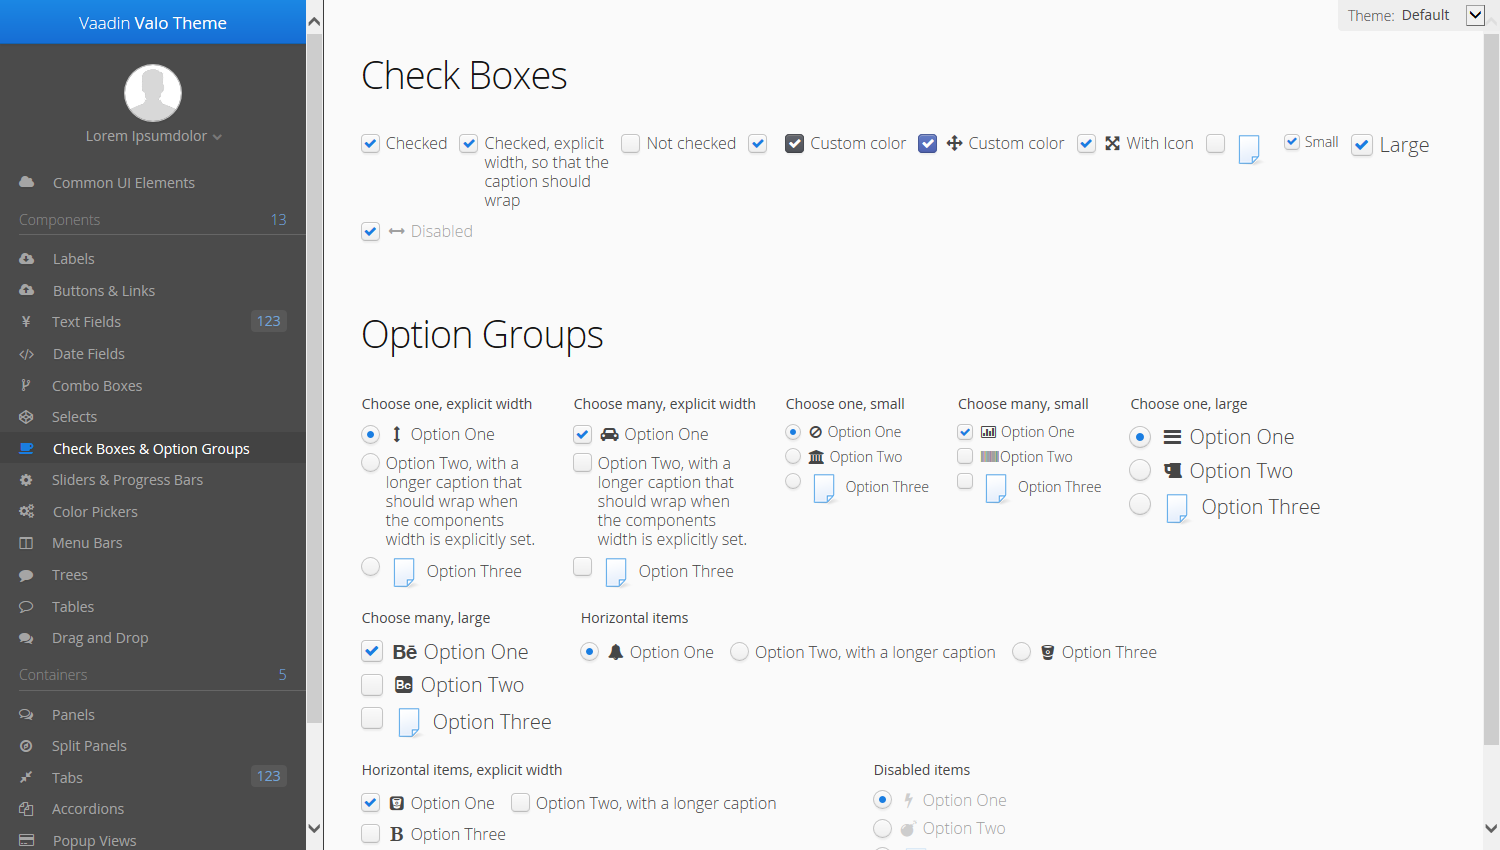 Vaadin Valo Theme
Lorem Ipsumdolor
Common UI Elements
Components 13
Labels
Buttons & Links
Text Fields 123
Date Fields
Combo Boxes
Selects
Check Boxes & Option Groups
Sliders & Progress Bars
Color Pickers
Menu Bars
Trees
Tables
Drag and Drop
Containers 5
Panels
Split Panels
Tabs 123
Accordions
Popup Views
Theme: Default
Check Boxes
Checked
Checked, explicit
width, so that the
caption should
wrap
Not checked
Custom color
Custom color
With Icon
Small
Large
Disabled
Option Groups
Choose one, explicit width
Option One
Option Two, with a
longer caption that
should wrap when
the components
width is explicitly set.
Option Three
Choose many, explicit width
Option One
Option Two, with a
longer caption that
should wrap when
the components
width is explicitly set.
Option Three
Choose one, small
Option One
Option Two
Option Three
Choose many, small
Option One
Option Two
Option Three
Choose one, large
Option One
Option Two
Option Three
Choose many, large
Bē Option One
Bc Option Two
Option Three
Horizontal items
Option One
Option Two, with a longer caption
Option Three
Horizontal items, explicit width
Option One
Option Two, with a longer caption
B Option Three
Disabled items
Option One
Option Two